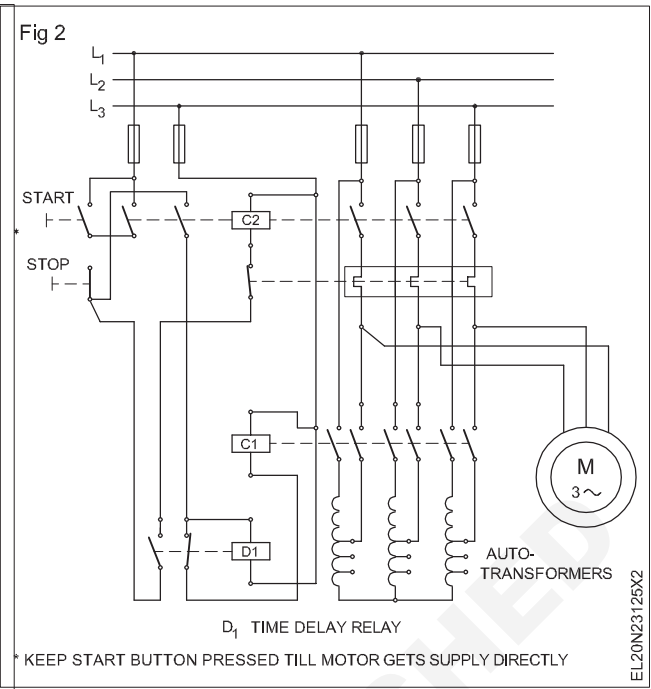 Fig 2
L1
L2
L3
START
C2
*
STOP
C1
M
3~
D1
AUTO-
TRANSFORMERS
D1 TIME DELAY RELAY
* KEEP START BUTTON PRESSED TILL MOTOR GETS SUPPLY DIRECTLY
EL20N23125X2